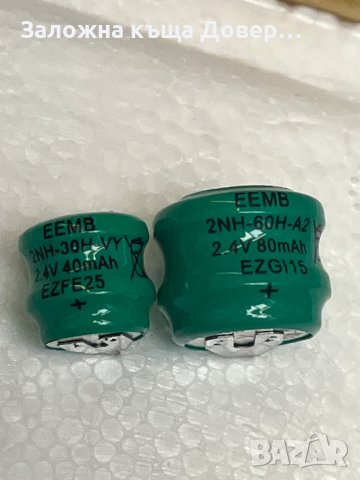 Заложна къща Довер...
EEMB
2NH-30H-VY
2.4V 40mAh
EZFE25
+
EEMB
2NH-60H-A2
2.4V 80mAh
EZGI15
+
BAZAR